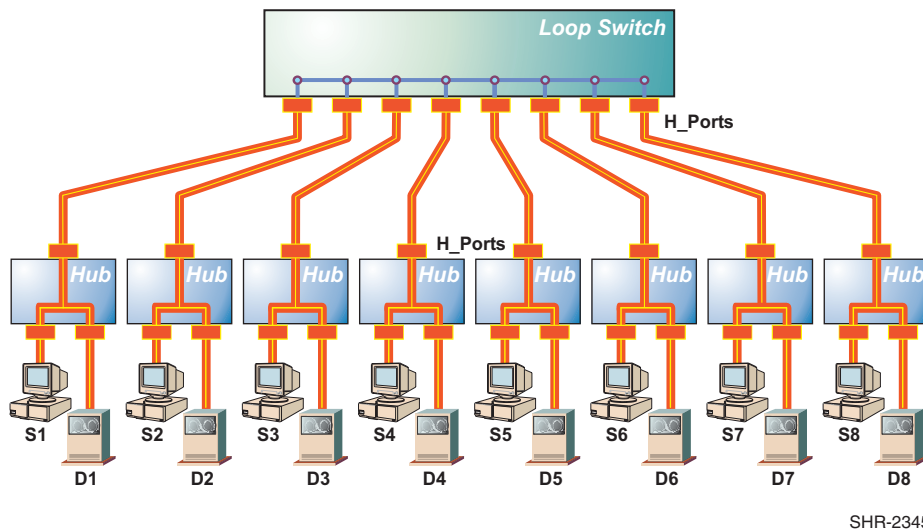 Loop Switch
H_Ports
H_Ports
Hub Hub Hub Hub Hub Hub Hub Hub
S1 S2 S3 S4 S5 S6 S7 S8
D1 D2 D3 D4 D5 D6 D7 D8